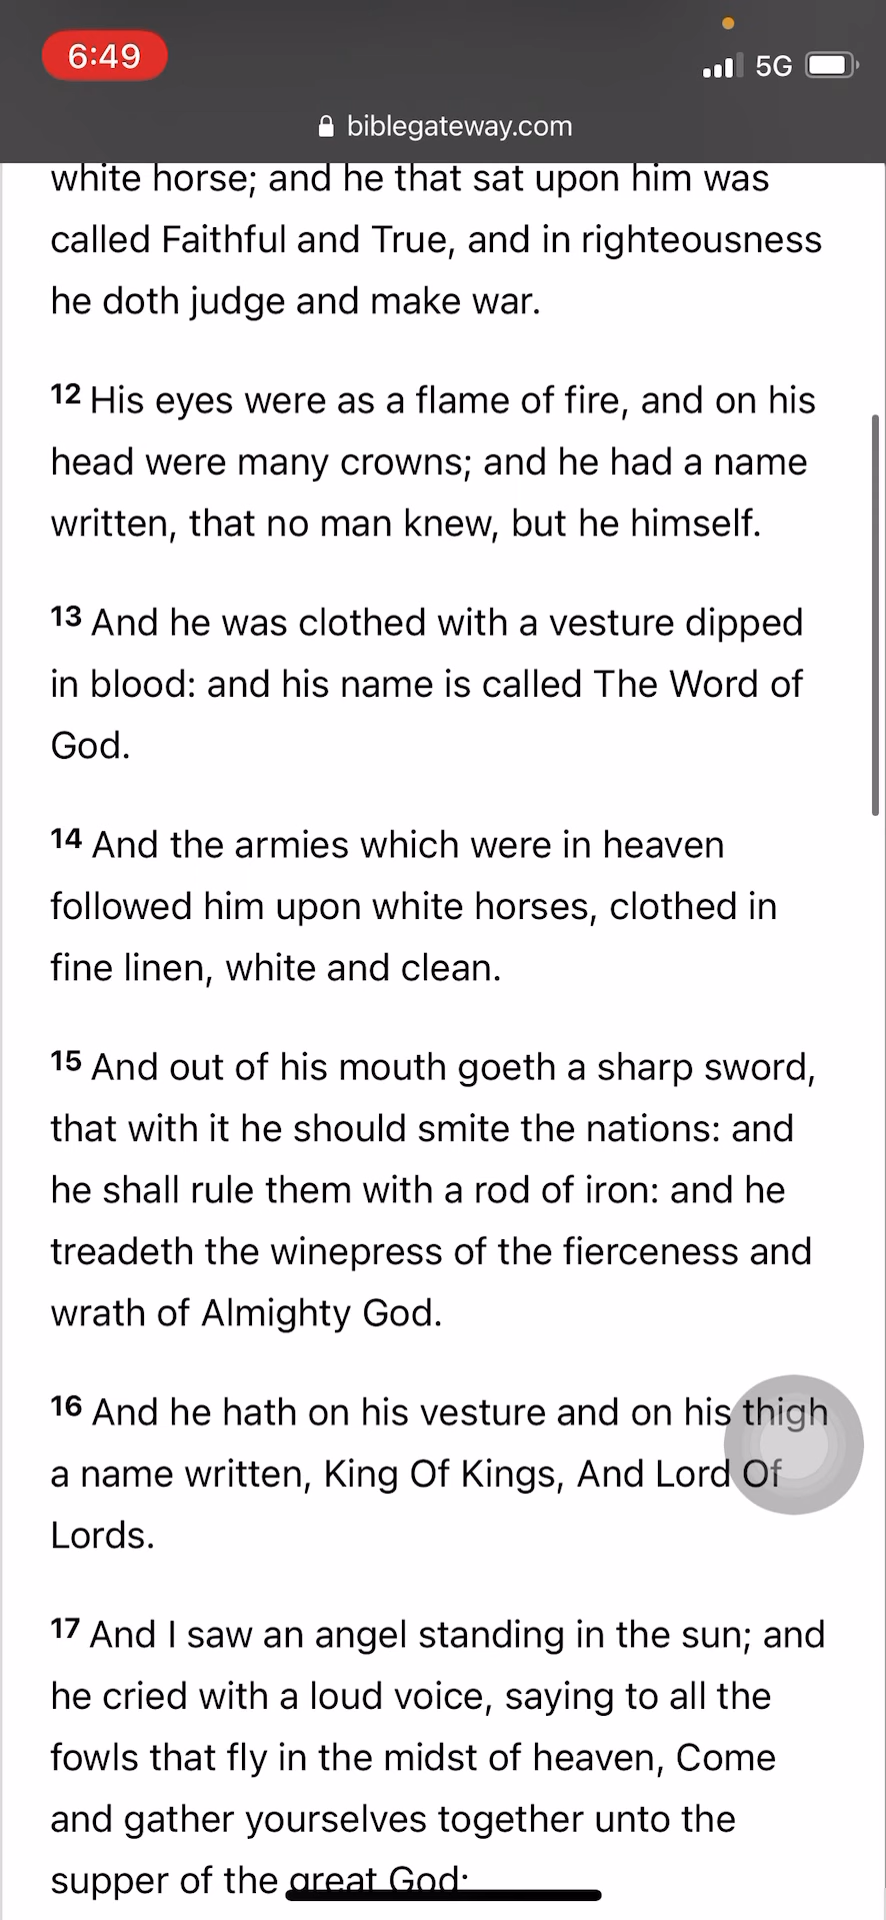 6:49
5G
biblegateway.com
white horse; and he that sat upon him was
called Faithful and True, and in righteousness
he doth judge and make war.
12 His eyes were as a flame of fire, and on his
head were many crowns; and he had a name
written, that no man knew, but he himself.
13 And he was clothed with a vesture dipped
in blood: and his name is called The Word of
God.
14 And the armies which were in heaven
followed him upon white horses, clothed in
fine linen, white and clean.
15 And out of his mouth goeth a sharp sword,
that with it he should smite the nations: and
he shall rule them with a rod of iron: and he
treadeth the winepress of the fierceness and
wrath of Almighty God.
16 And he hath on his vesture and on his thigh
a name written, King Of Kings, And Lord Of
Lords.
17 And I saw an angel standing in the sun; and
he cried with a loud voice, saying to all the
fowls that fly in the midst of heaven, Come
and gather yourselves together unto the
supper of the great God;